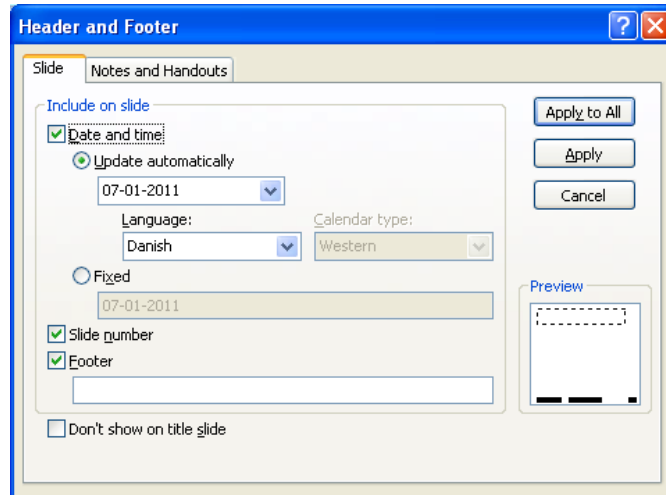 Header and Footer
Slide
Notes and Handouts
Include on slide
Date and time
Update automatically
07-01-2011
Language:
Calendar type:
Danish
Western
Fixed
07-01-2011
Slide number
Footer
Don't show on title slide
Apply to All
Apply
Cancel
Preview